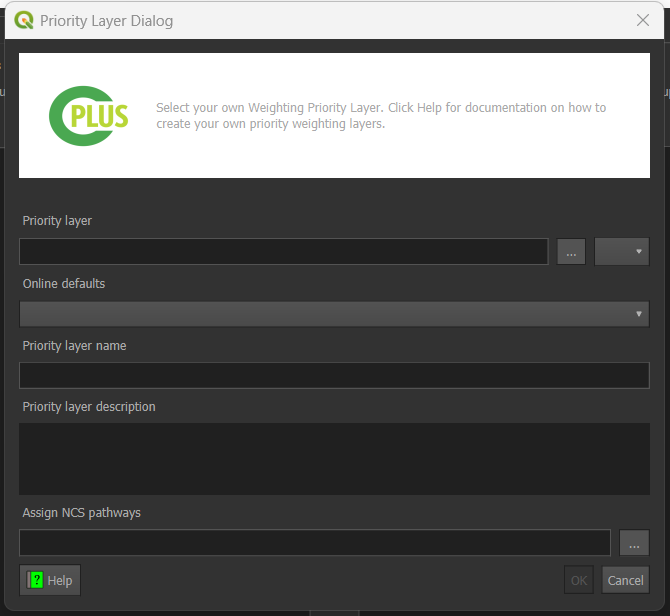 Priority Layer Dialog
PLUS
Select your own Weighting Priority Layer. Click Help for documentation on how to
create your own priority weighting layers.
Priority layer
...
Online defaults
Priority layer name
Priority layer description
Assign NCS pathways
...
? Help
OK
Cancel